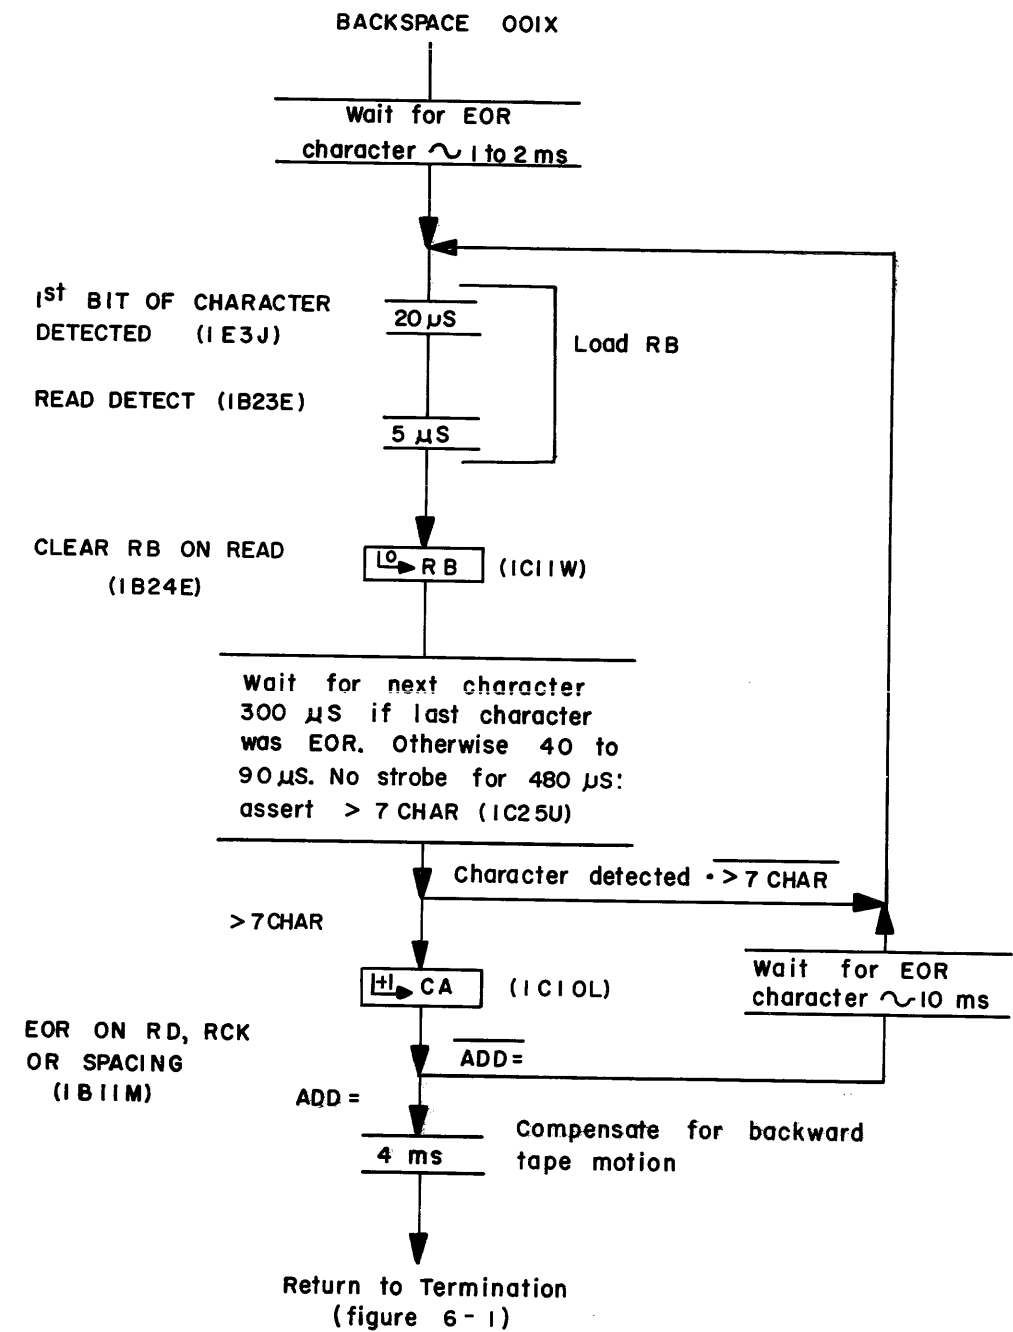 BACKSPACE 001X
Wait for EOR
character ~ 1 to 2 ms
1st BIT OF CHARACTER
DETECTED (1E3J)
20 μS
Load RB
READ DETECT (1B23E)
5 μS
CLEAR RB ON READ
(1B24E)
0 RB (1C11W)
Wait for next character
300 μS if last character
was EOR. Otherwise 40 to
90 μS. No strobe for 480 μS:
assert > 7 CHAR (1C25U)
Character detected • > 7 CHAR
> 7 CHAR
Wait for EOR
character ~ 10 ms
+1 CA (1C10L)
EOR ON RD, RCK
OR SPACING
(1B11M)
ADD =
ADD =
4 ms
Compensate for backward
tape motion
Return to Termination
(figure 6-1)